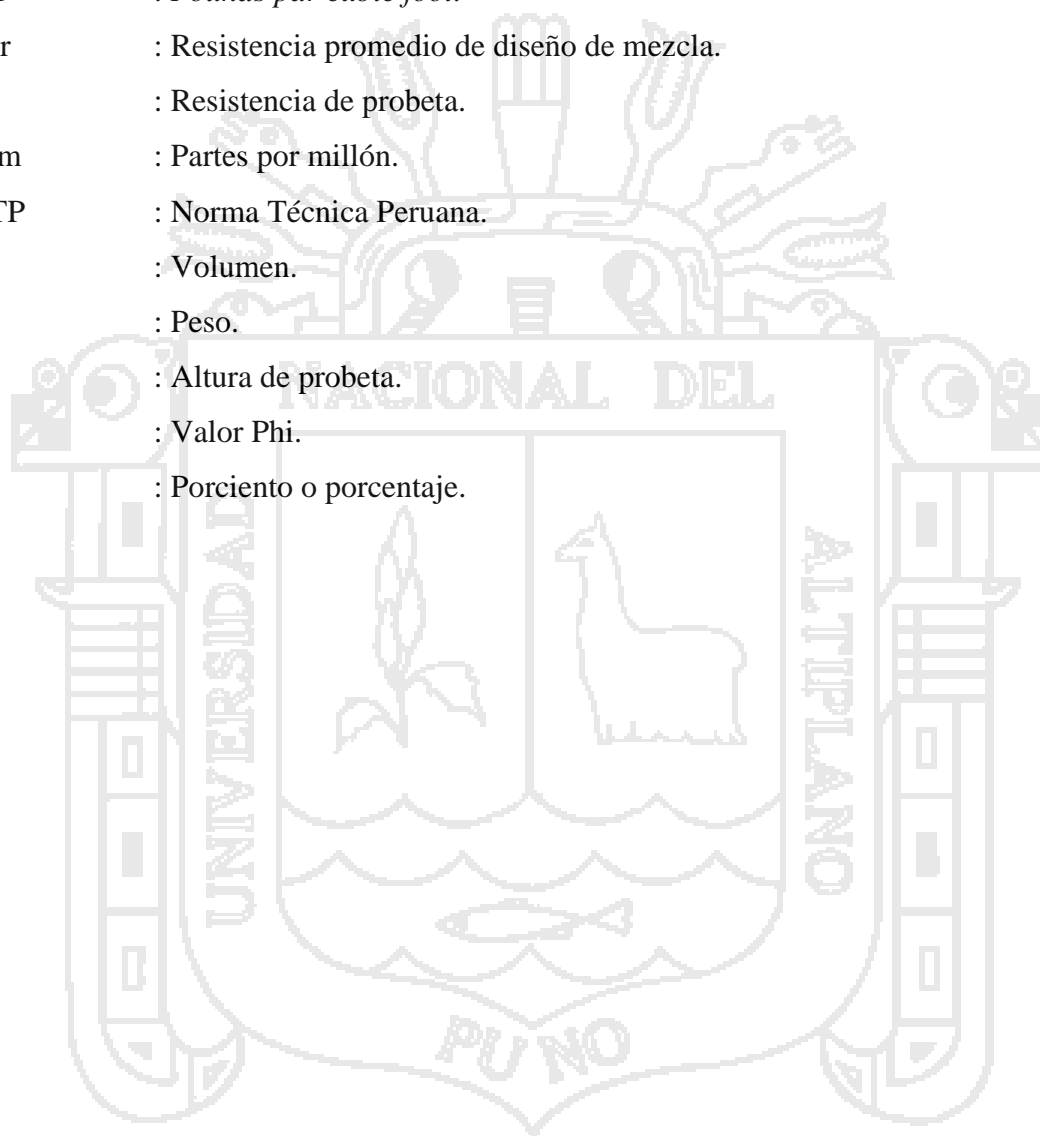 r : Resistencia promedio de diseño de mezcla.
: Resistencia de probeta.
m : Partes por millón.
TP : Norma Técnica Peruana.
: Volumen.
: Peso.
: Altura de probeta.
: Valor Phi.
: Porciento o porcentaje.
NACIONAL DEL
UNIVERSIDAD
ALTIPLANO
PUNO